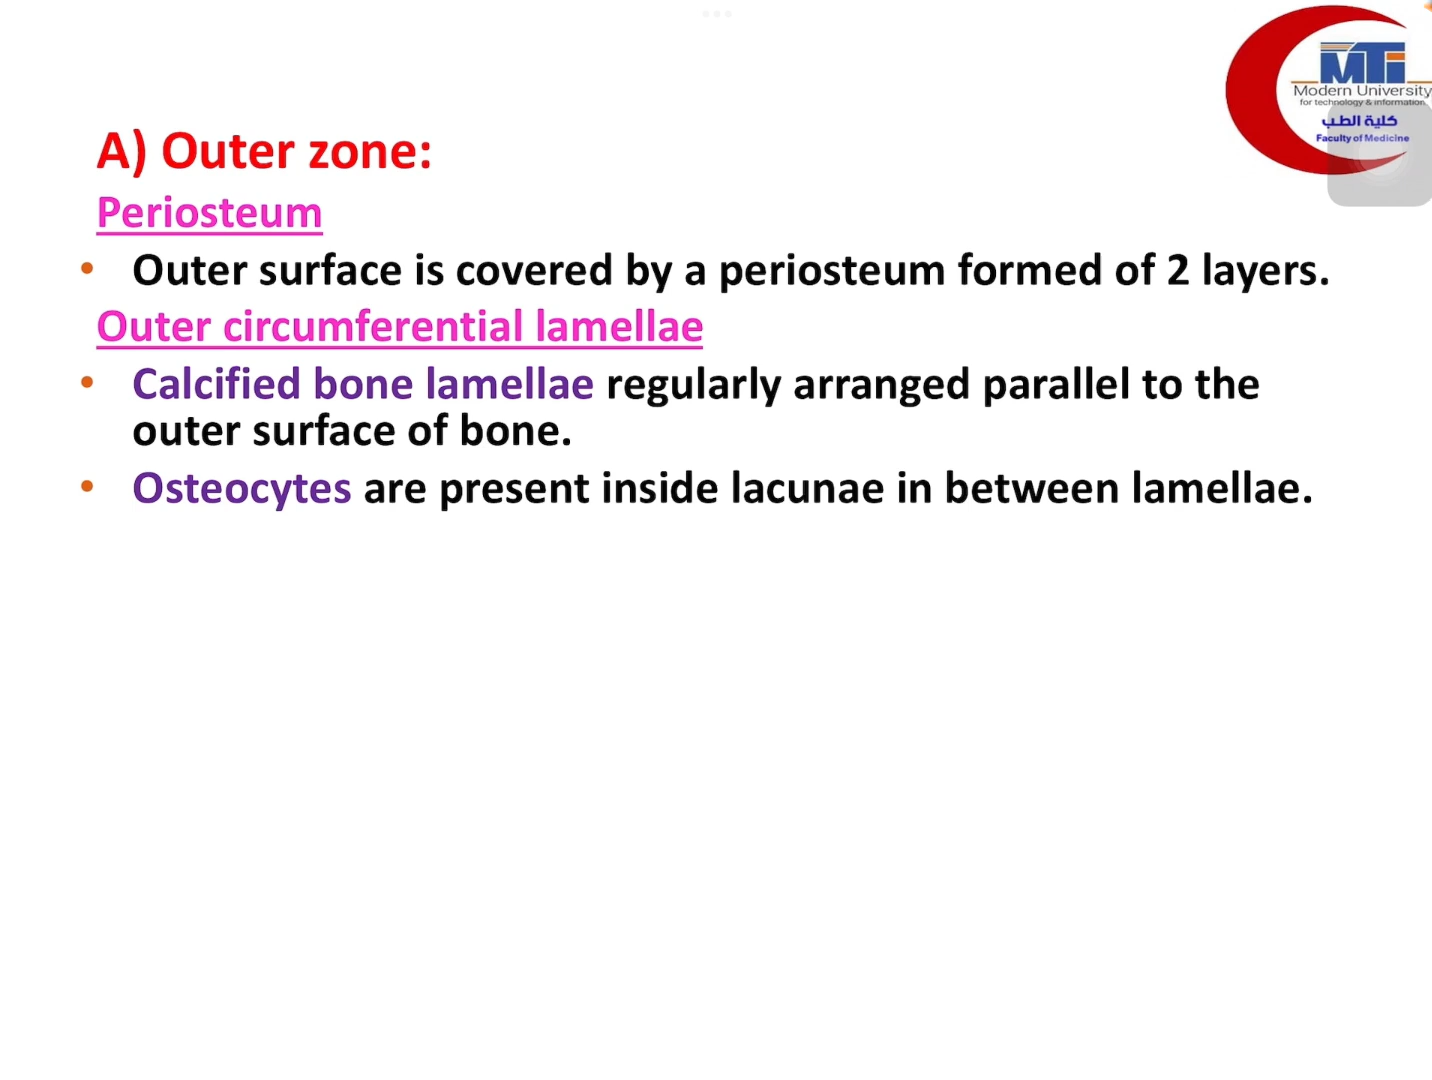 MTi
Modern University
for technology & information
كلية الطب
Faculty of Medicine
A) Outer zone:
Periosteum
• Outer surface is covered by a periosteum formed of 2 layers.
Outer circumferential lamellae
• Calcified bone lamellae regularly arranged parallel to the
outer surface of bone.
• Osteocytes are present inside lacunae in between lamellae.